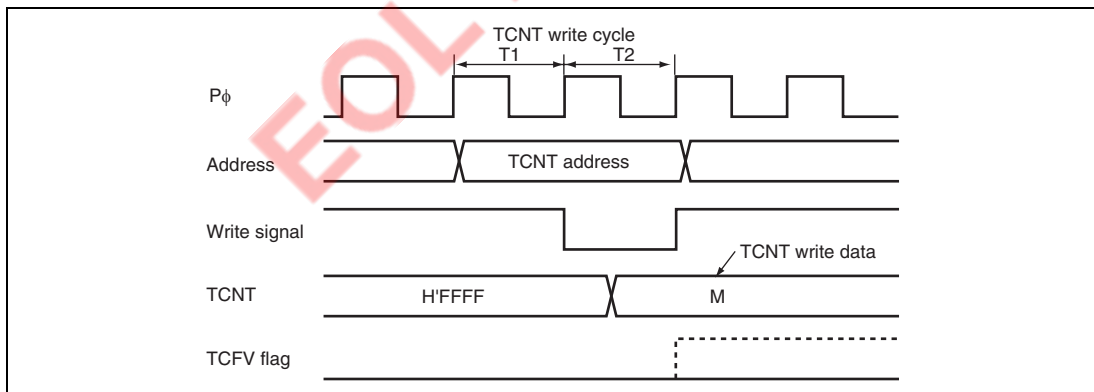 EOL
TCNT write cycle
T1 T2
Pϕ
Address
TCNT address
Write signal
TCNT write data
TCNT
H'FFFF
M
TCFV flag